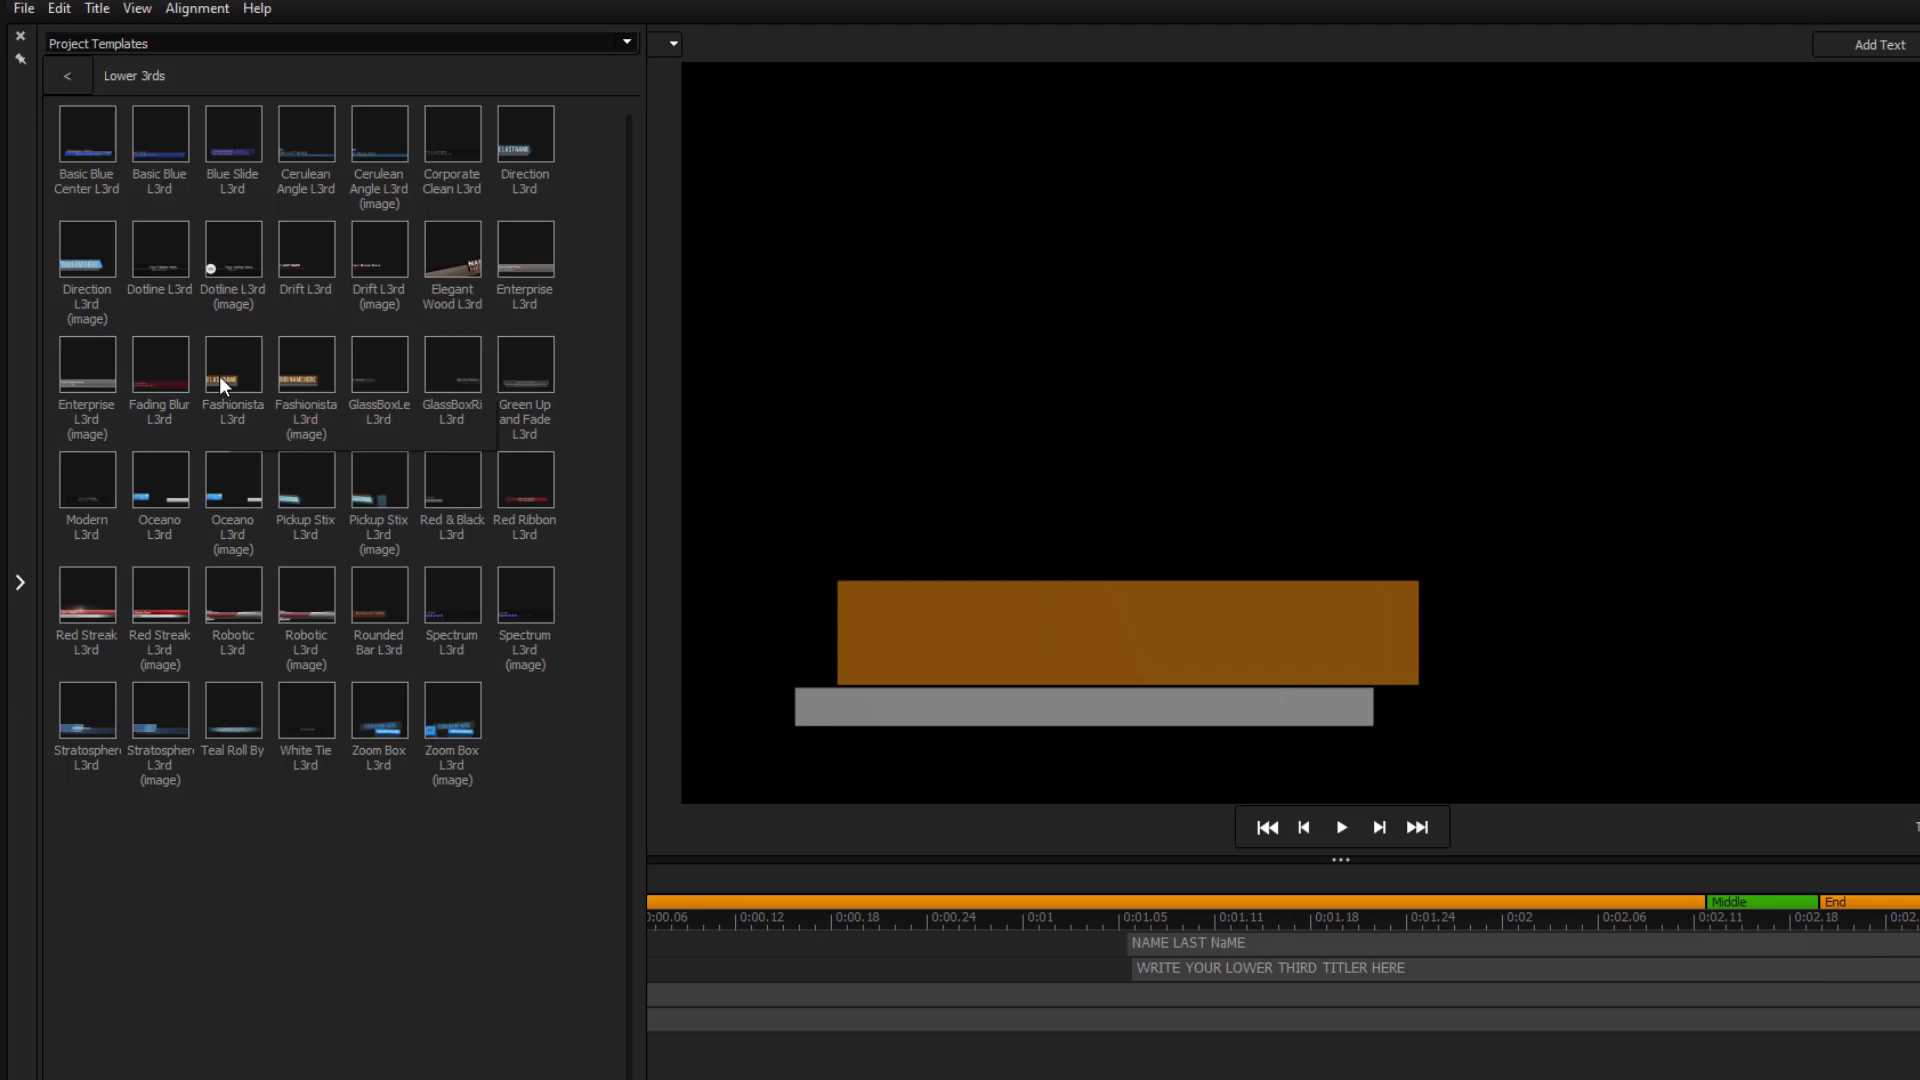 File Edit Title View Alignment Help
Project Templates
Add Text
< Lower 3rds
Basic Blue Center L3rd
Basic Blue L3rd
Blue Slide L3rd
Cerulean Angle L3rd
Cerulean Angle L3rd (image)
Corporate Clean L3rd
Direction L3rd
Direction L3rd (image)
Dotline L3rd
Dotline L3rd (image)
Drift L3rd
Drift L3rd (image)
Elegant Wood L3rd
Enterprise L3rd
Enterprise L3rd (image)
Fading Blur L3rd
Fashionista L3rd
Fashionista L3rd (image)
GlassBoxLe L3rd
GlassBoxRi L3rd
Green Up and Fade L3rd
Modern L3rd
Oceano L3rd
Oceano L3rd (image)
Pickup Stix L3rd
Pickup Stix L3rd (image)
Red & Black L3rd
Red Ribbon L3rd
Red Streak L3rd
Red Streak L3rd (image)
Robotic L3rd
Robotic L3rd (image)
Rounded Bar L3rd
Spectrum L3rd
Spectrum L3rd (image)
Stratosphere L3rd
Stratospher L3rd (image)
Teal Roll By
White Tie L3rd
Zoom Box L3rd
Zoom Box L3rd (image)
Middle End
0:00.06 0:00.12 0:00.18 0:00.24 0:01 0:01.05 0:01.11 0:01.18 0:01.24 0:02 0:02.06 0:02.11 0:02.18 0:02.
NAME LAST NaME
WRITE YOUR LOWER THIRD TITLER HERE